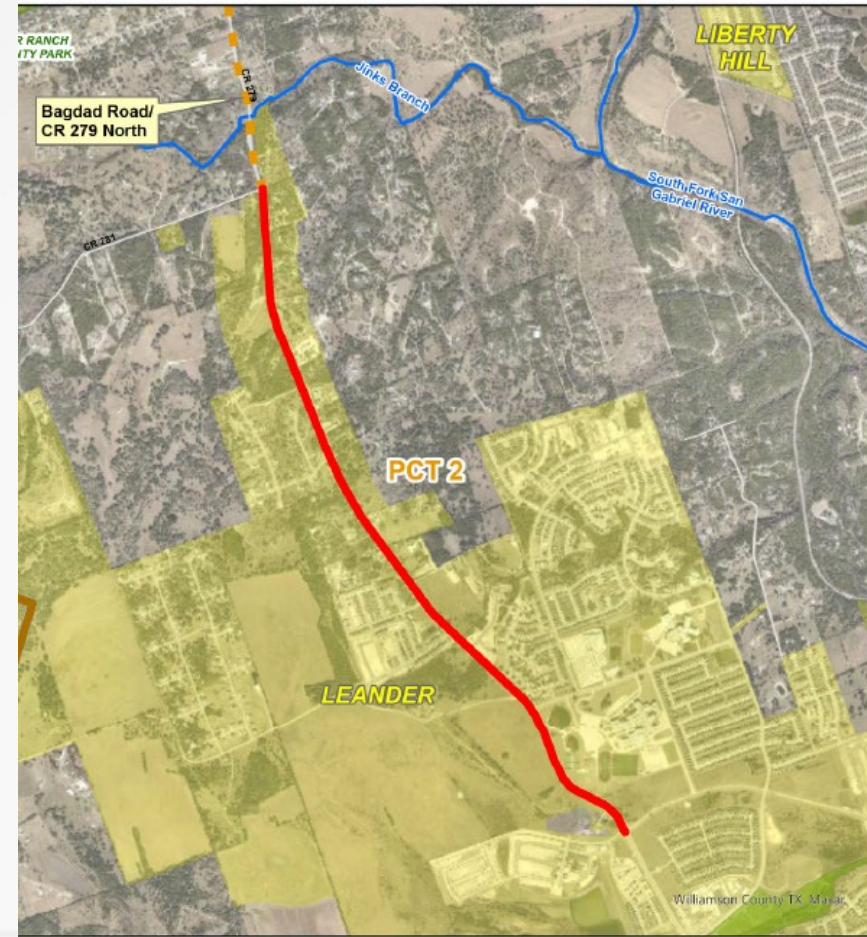 R RANCH
NTY PARK
LIBERTY
HILL
CR 279
Jinks Branch
Bagdad Road/
CR 279 North
South Fork San
Gabriel River
CR 281
PCT 2
LEANDER
Williamson County TX, Maxar